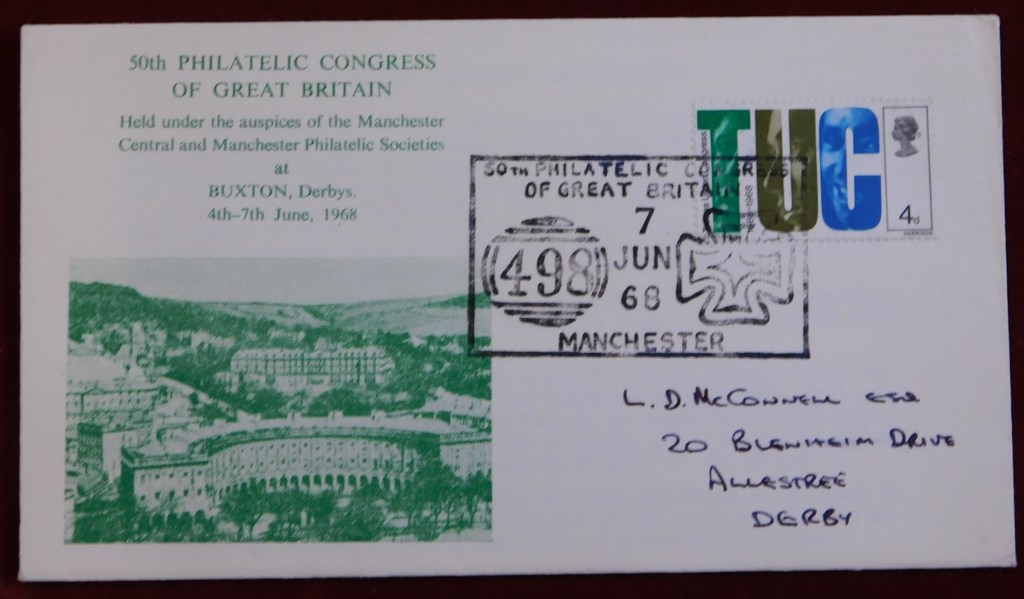 50th PHILATELIC CONGRESS
OF GREAT BRITAIN
Held under the auspices of the Manchester
Central and Manchester Philatelic Societies
at
BUXTON, Derbys.
4th–7th June, 1968
TUC
4d
HARRISON
50TH PHILATELIC CONGRESS
OF GREAT BRITAIN
7
498
JUN
68
MANCHESTER
L. D. McCONNELL ESQ
20 BLENHEIM DRIVE
ALLESTREE
DERBY